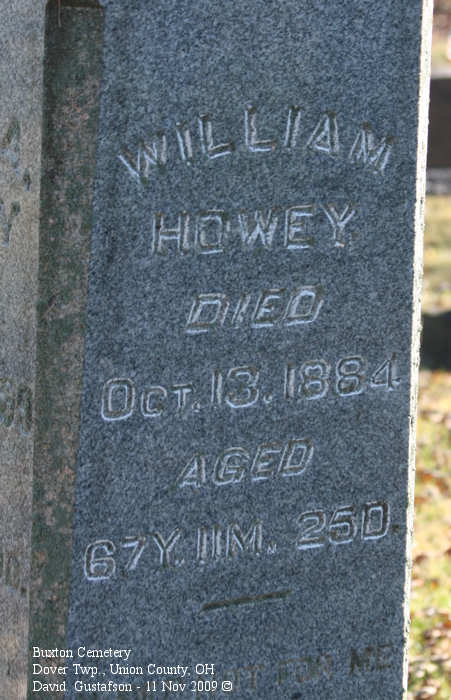 WILLIAM
HOWEY
DIED
OCT. 13. 1884
AGED
67Y. 11M. 25D.
Buxton Cemetery
Dover Twp., Union County, OH
David Gustafson - 11 Nov 2009 ©